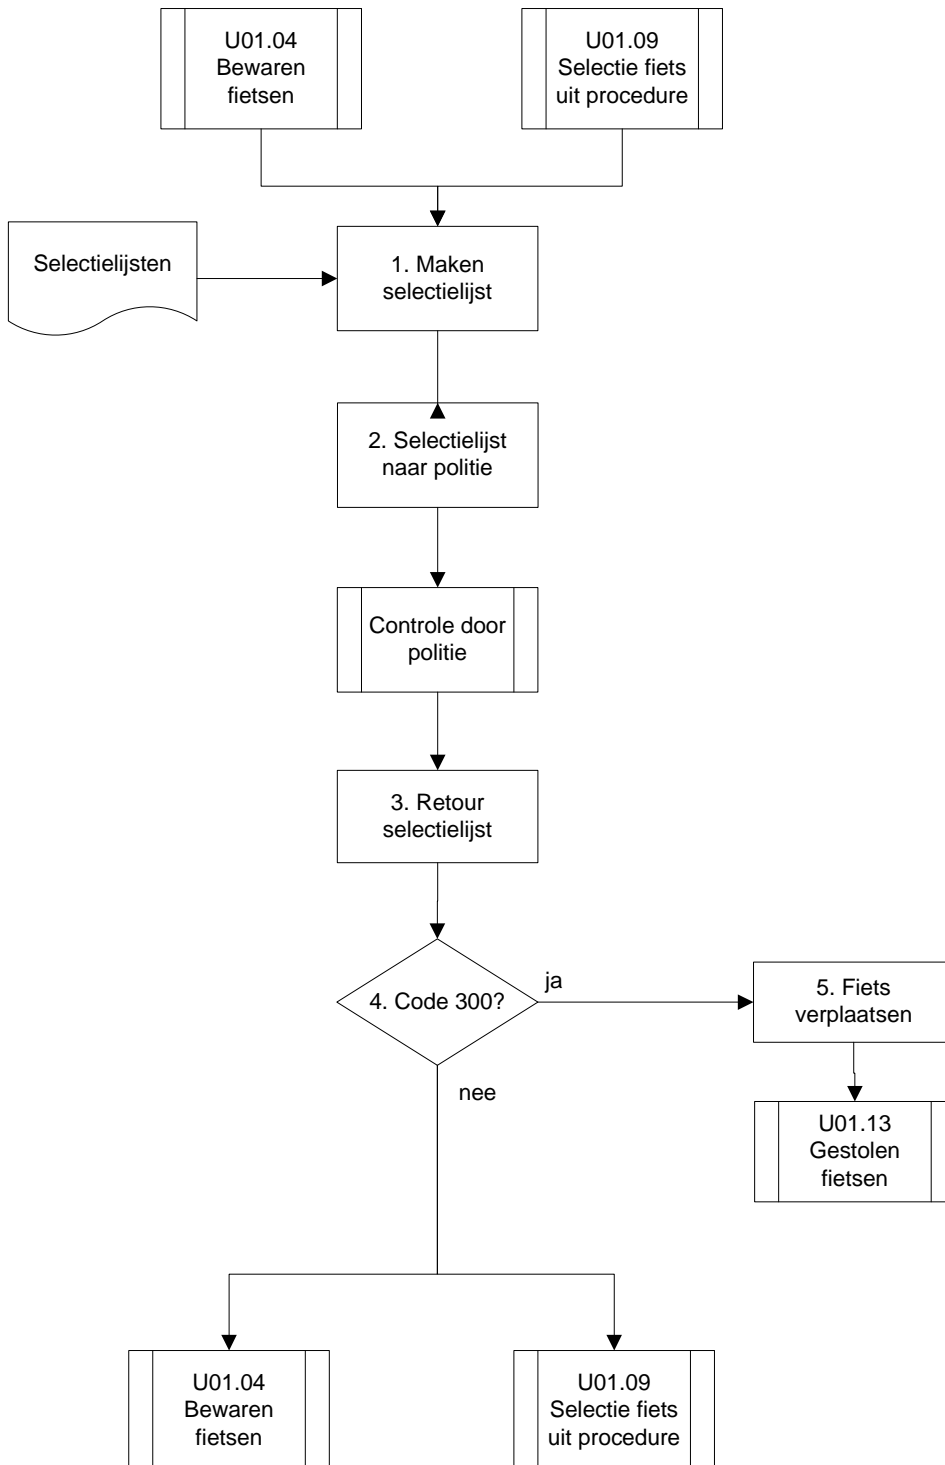 U01.04
Bewaren
fietsen
U01.09
Selectie fiets
uit procedure
Selectielijsten
1. Maken
selectielijst
2. Selectielijst
naar politie
Controle door
politie
3. Retour
selectielijst
4. Code 300?
ja
5. Fiets
verplaatsen
nee
U01.13
Gestolen
fietsen
U01.04
Bewaren
fietsen
U01.09
Selectie fiets
uit procedure